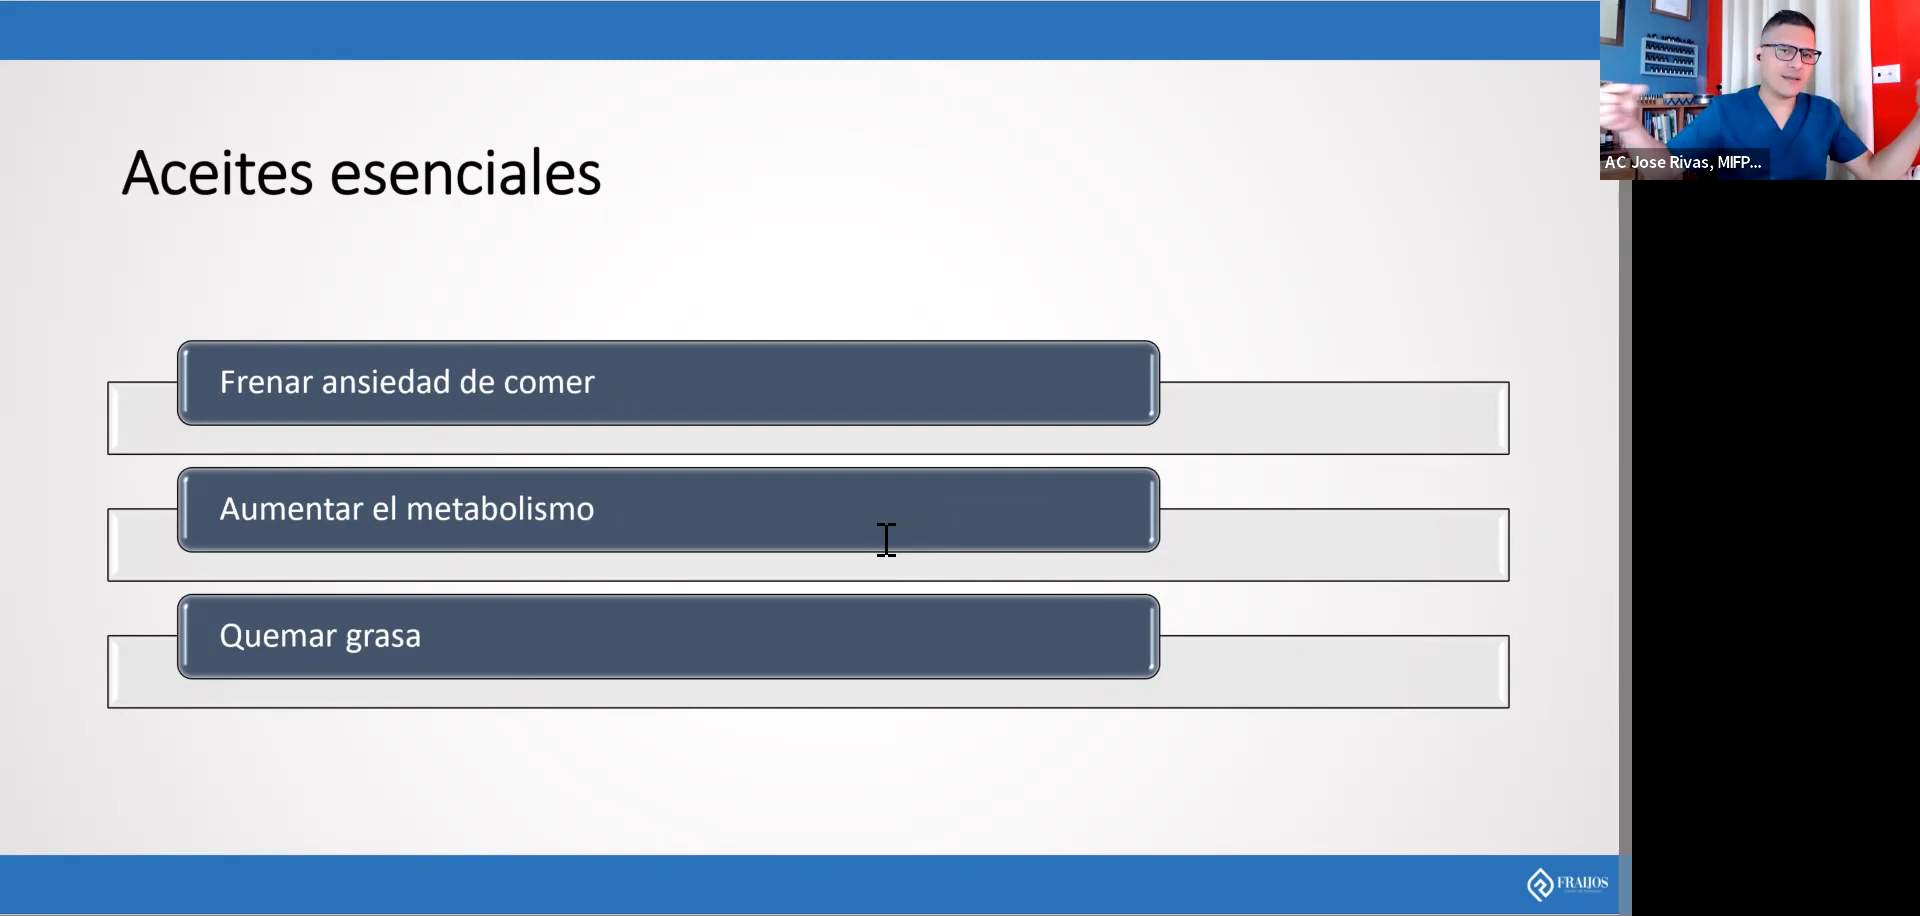 Aceites esenciales
AC Jose Rivas, MIFP...
Frenar ansiedad de comer
Aumentar el metabolismo
Quemar grasa
FRAIJOS